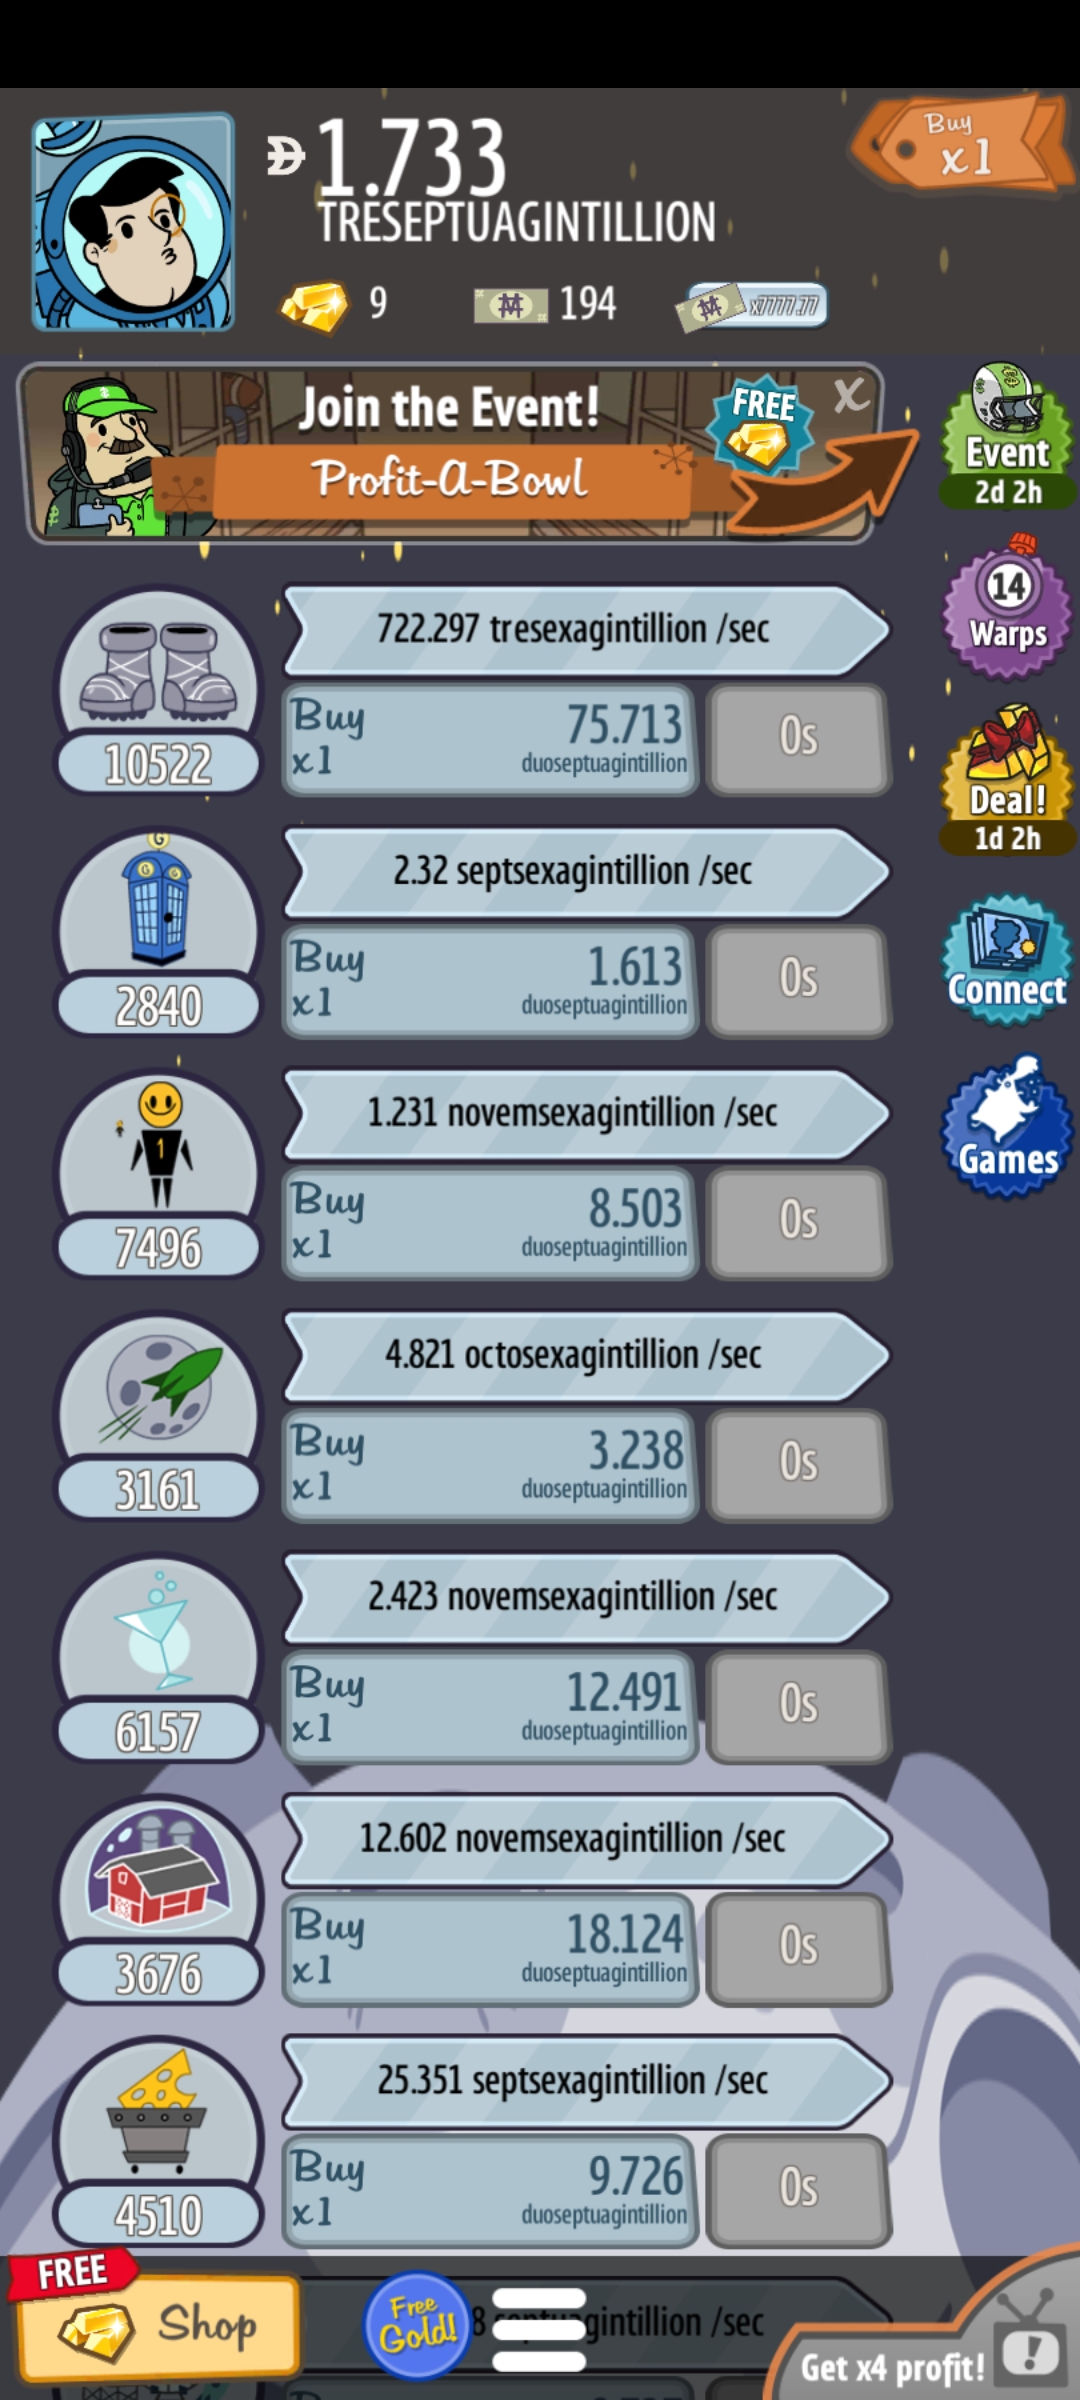 1.733
TRESEPTUAGINTILLION
Buy
x1
9
194
x7777.77
Join the Event!
Profit-A-Bowl
FREE
X
Event
2d 2h
14
Warps
Deal!
1d 2h
Connect
Games
722.297 tresexagintillion /sec
Buy
x1
75.713
duoseptuagintillion
0s
10522
2.32 septsexagintillion /sec
Buy
x1
1.613
duoseptuagintillion
0s
G
G G
2840
1.231 novemsexagintillion /sec
Buy
x1
8.503
duoseptuagintillion
0s
1
7496
4.821 octosexagintillion /sec
Buy
x1
3.238
duoseptuagintillion
0s
3161
2.423 novemsexagintillion /sec
Buy
x1
12.491
duoseptuagintillion
0s
6157
12.602 novemsexagintillion /sec
Buy
x1
18.124
duoseptuagintillion
0s
3676
25.351 septsexagintillion /sec
Buy
x1
9.726
duoseptuagintillion
0s
4510
FREE
Shop
Free
Gold!
/sec
Get x4 profit!
!